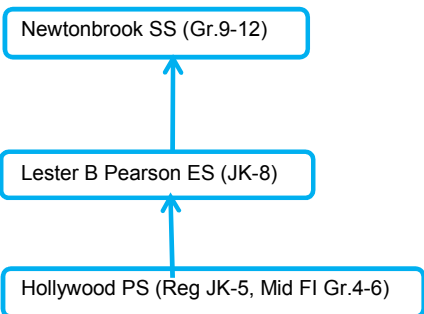 Newtonbrook SS (Gr.9-12)
Lester B Pearson ES (JK-8)
Hollywood PS (Reg JK-5, Mid FI Gr.4-6)